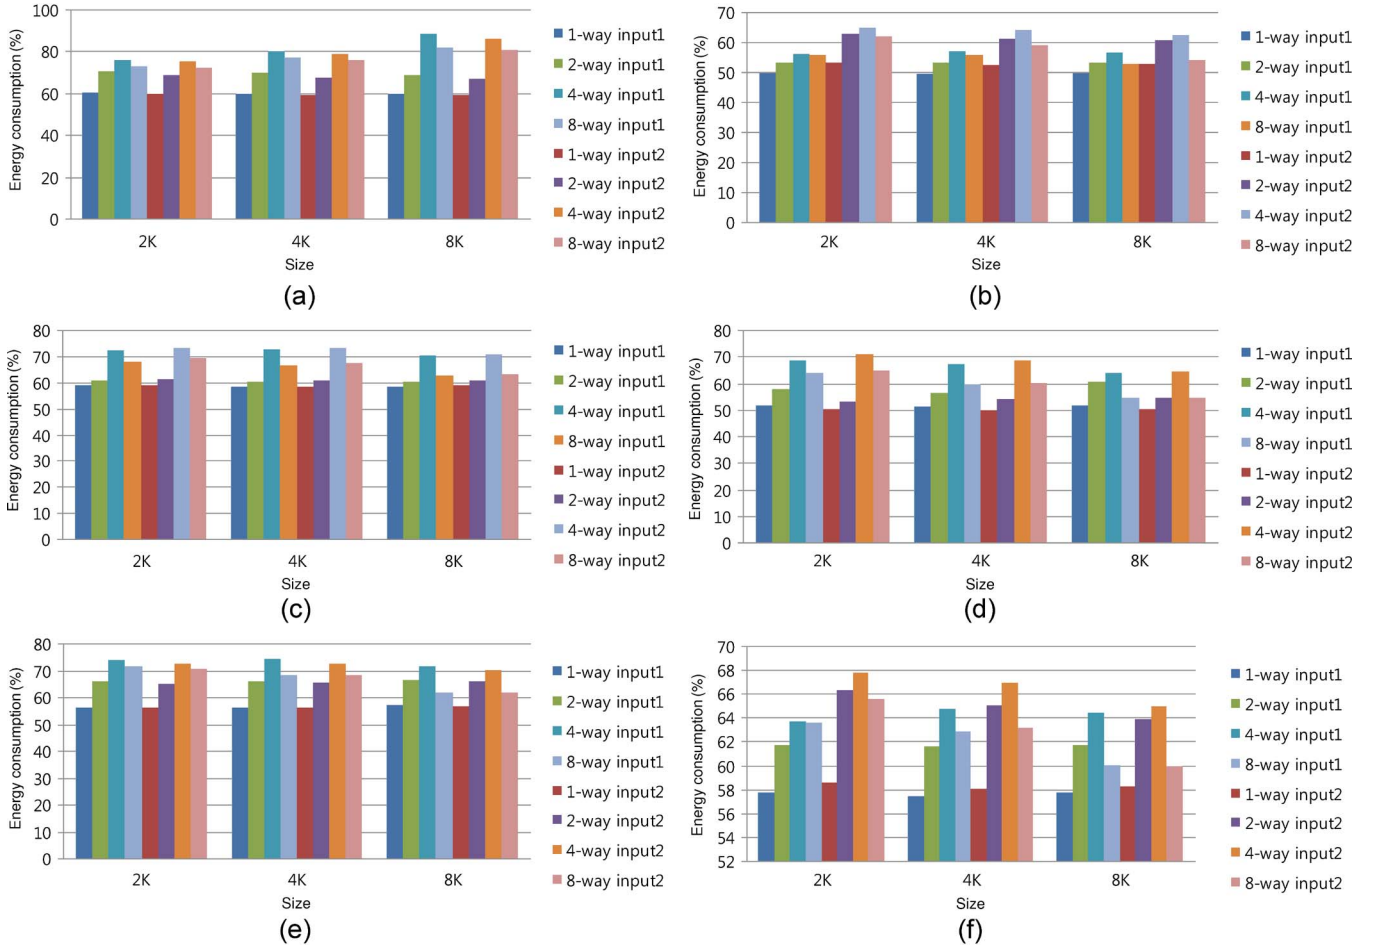 100
80
60
40
20
0
Energy consumption (%)
2K
4K
8K
Size
1-way input1
2-way input1
4-way input1
8-way input1
1-way input2
2-way input2
4-way input2
8-way input2
(a)
70
60
50
40
30
20
10
0
Energy consumption (%)
2K
4K
8K
Size
1-way input1
2-way input1
4-way input1
8-way input1
1-way input2
2-way input2
4-way input2
8-way input2
(b)
80
70
60
50
40
30
20
10
0
Energy consumption (%)
2K
4K
8K
Size
1-way input1
2-way input1
4-way input1
8-way input1
1-way input2
2-way input2
4-way input2
8-way input2
(c)
80
70
60
50
40
30
20
10
0
Energy consumption (%)
2K
4K
8K
Size
1-way input1
2-way input1
4-way input1
8-way input1
1-way input2
2-way input2
4-way input2
8-way input2
(d)
80
70
60
50
40
30
20
10
0
Energy consumption (%)
2K
4K
8K
Size
1-way input1
2-way input1
4-way input1
8-way input1
1-way input2
2-way input2
4-way input2
8-way input2
(e)
70
68
66
64
62
60
58
56
54
52
Energy consumption (%)
2K
4K
8K
Size
1-way input1
2-way input1
4-way input1
8-way input1
1-way input2
2-way input2
4-way input2
8-way input2
(f)